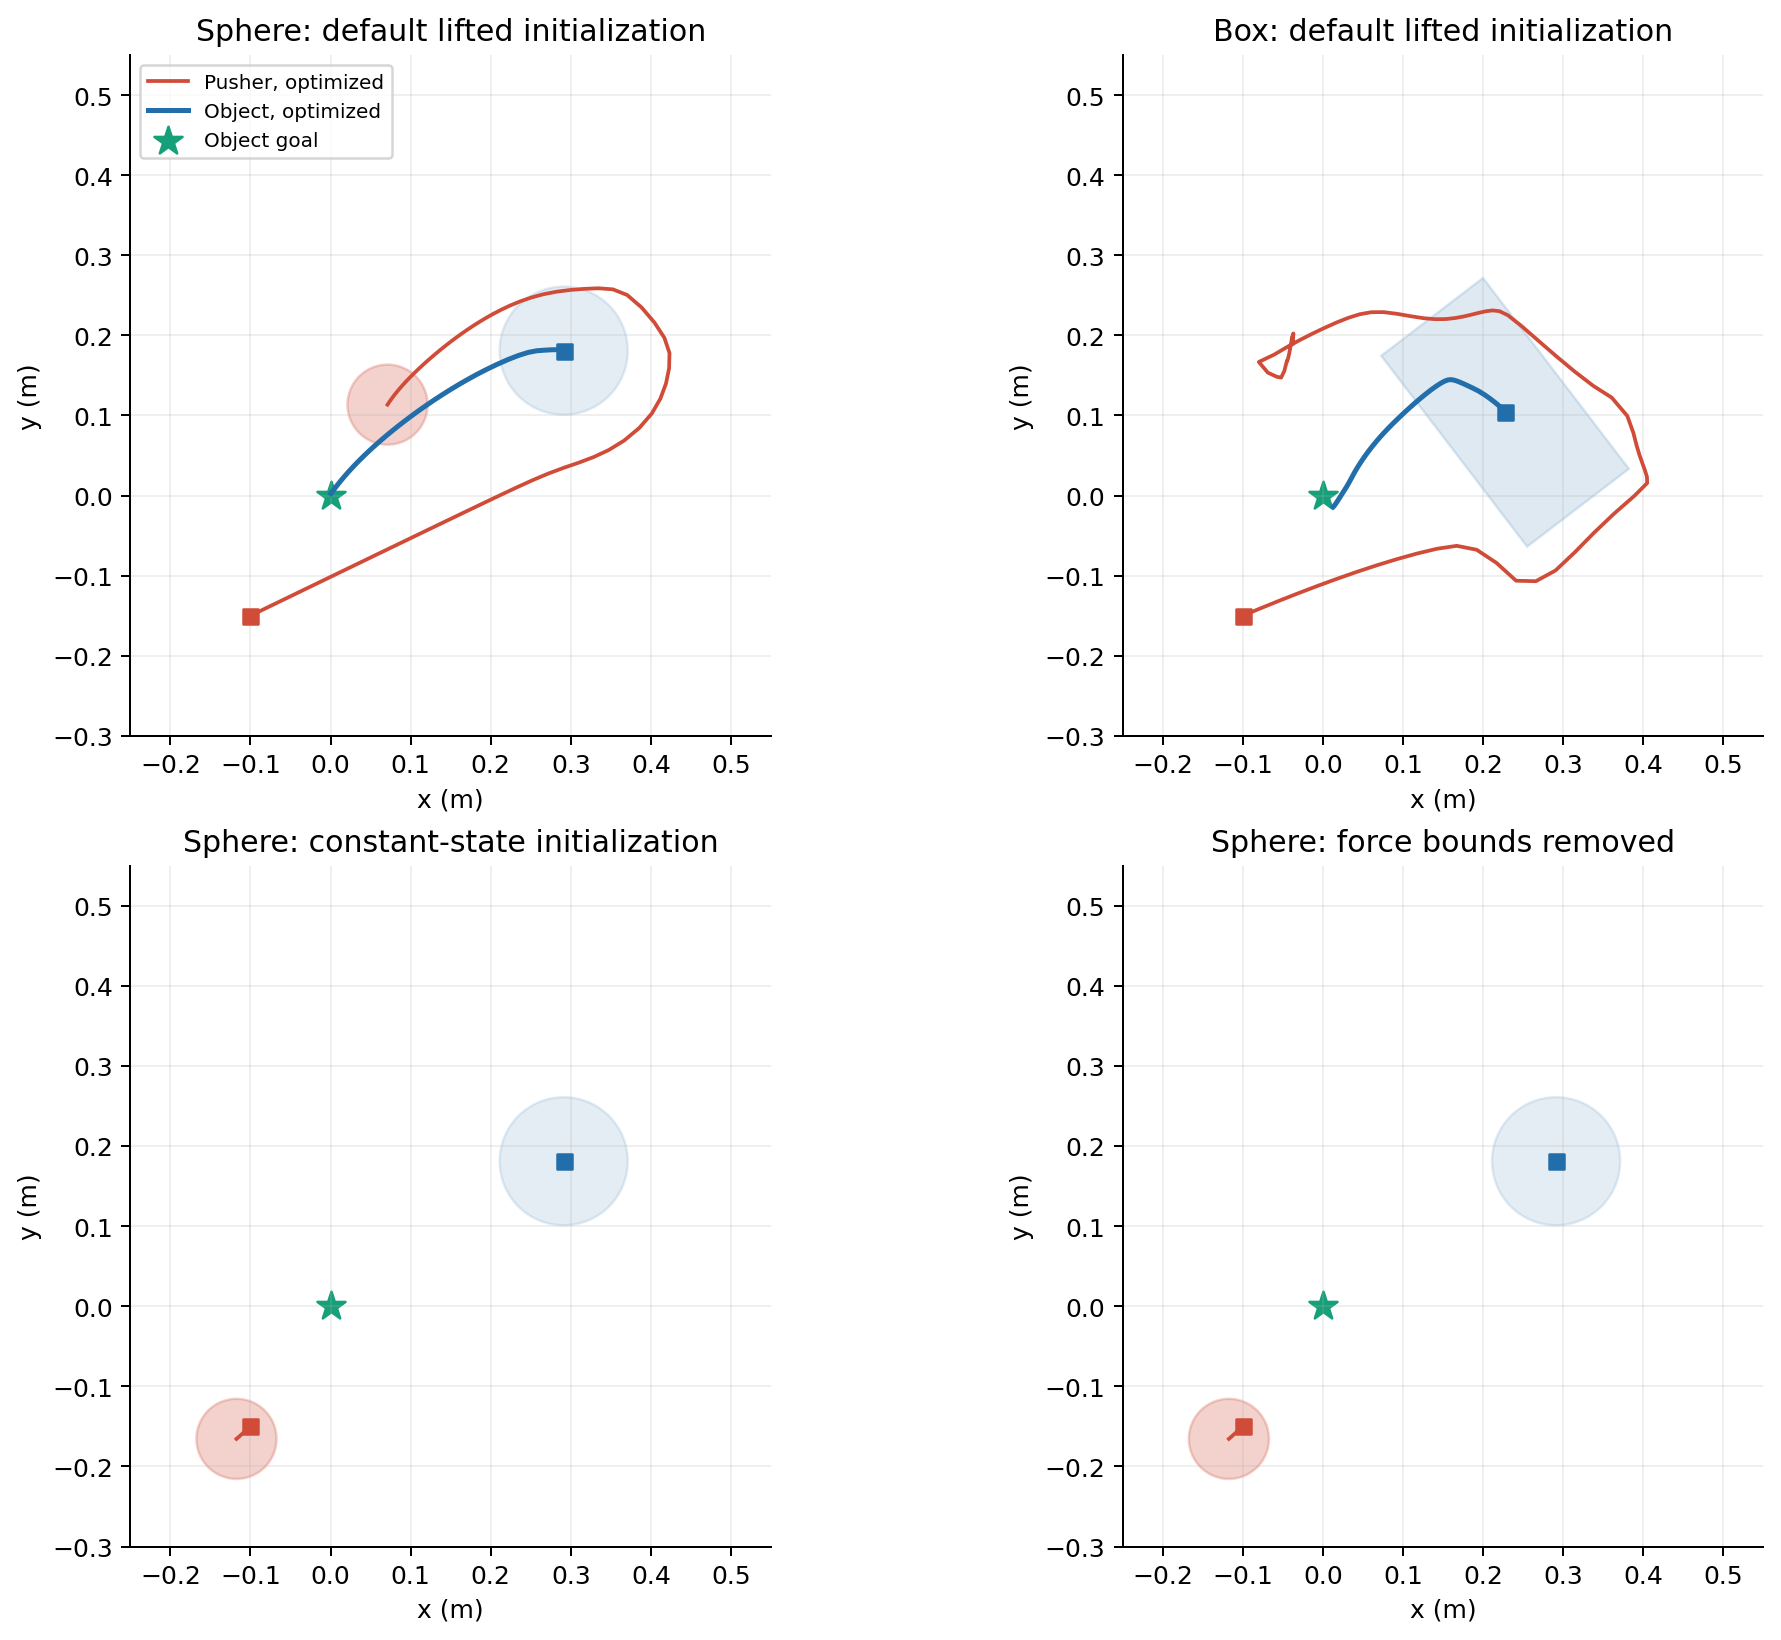 Sphere: default lifted initialization
Pusher, optimized
Object, optimized
Object goal
0.5
0.4
0.3
0.2
0.1
0.0
−0.1
−0.2
−0.3
y (m)
−0.2 −0.1 0.0 0.1 0.2 0.3 0.4 0.5
x (m)
Box: default lifted initialization
0.5
0.4
0.3
0.2
0.1
0.0
−0.1
−0.2
−0.3
y (m)
−0.2 −0.1 0.0 0.1 0.2 0.3 0.4 0.5
x (m)
Sphere: constant-state initialization
0.5
0.4
0.3
0.2
0.1
0.0
−0.1
−0.2
−0.3
y (m)
−0.2 −0.1 0.0 0.1 0.2 0.3 0.4 0.5
x (m)
Sphere: force bounds removed
0.5
0.4
0.3
0.2
0.1
0.0
−0.1
−0.2
−0.3
y (m)
−0.2 −0.1 0.0 0.1 0.2 0.3 0.4 0.5
x (m)